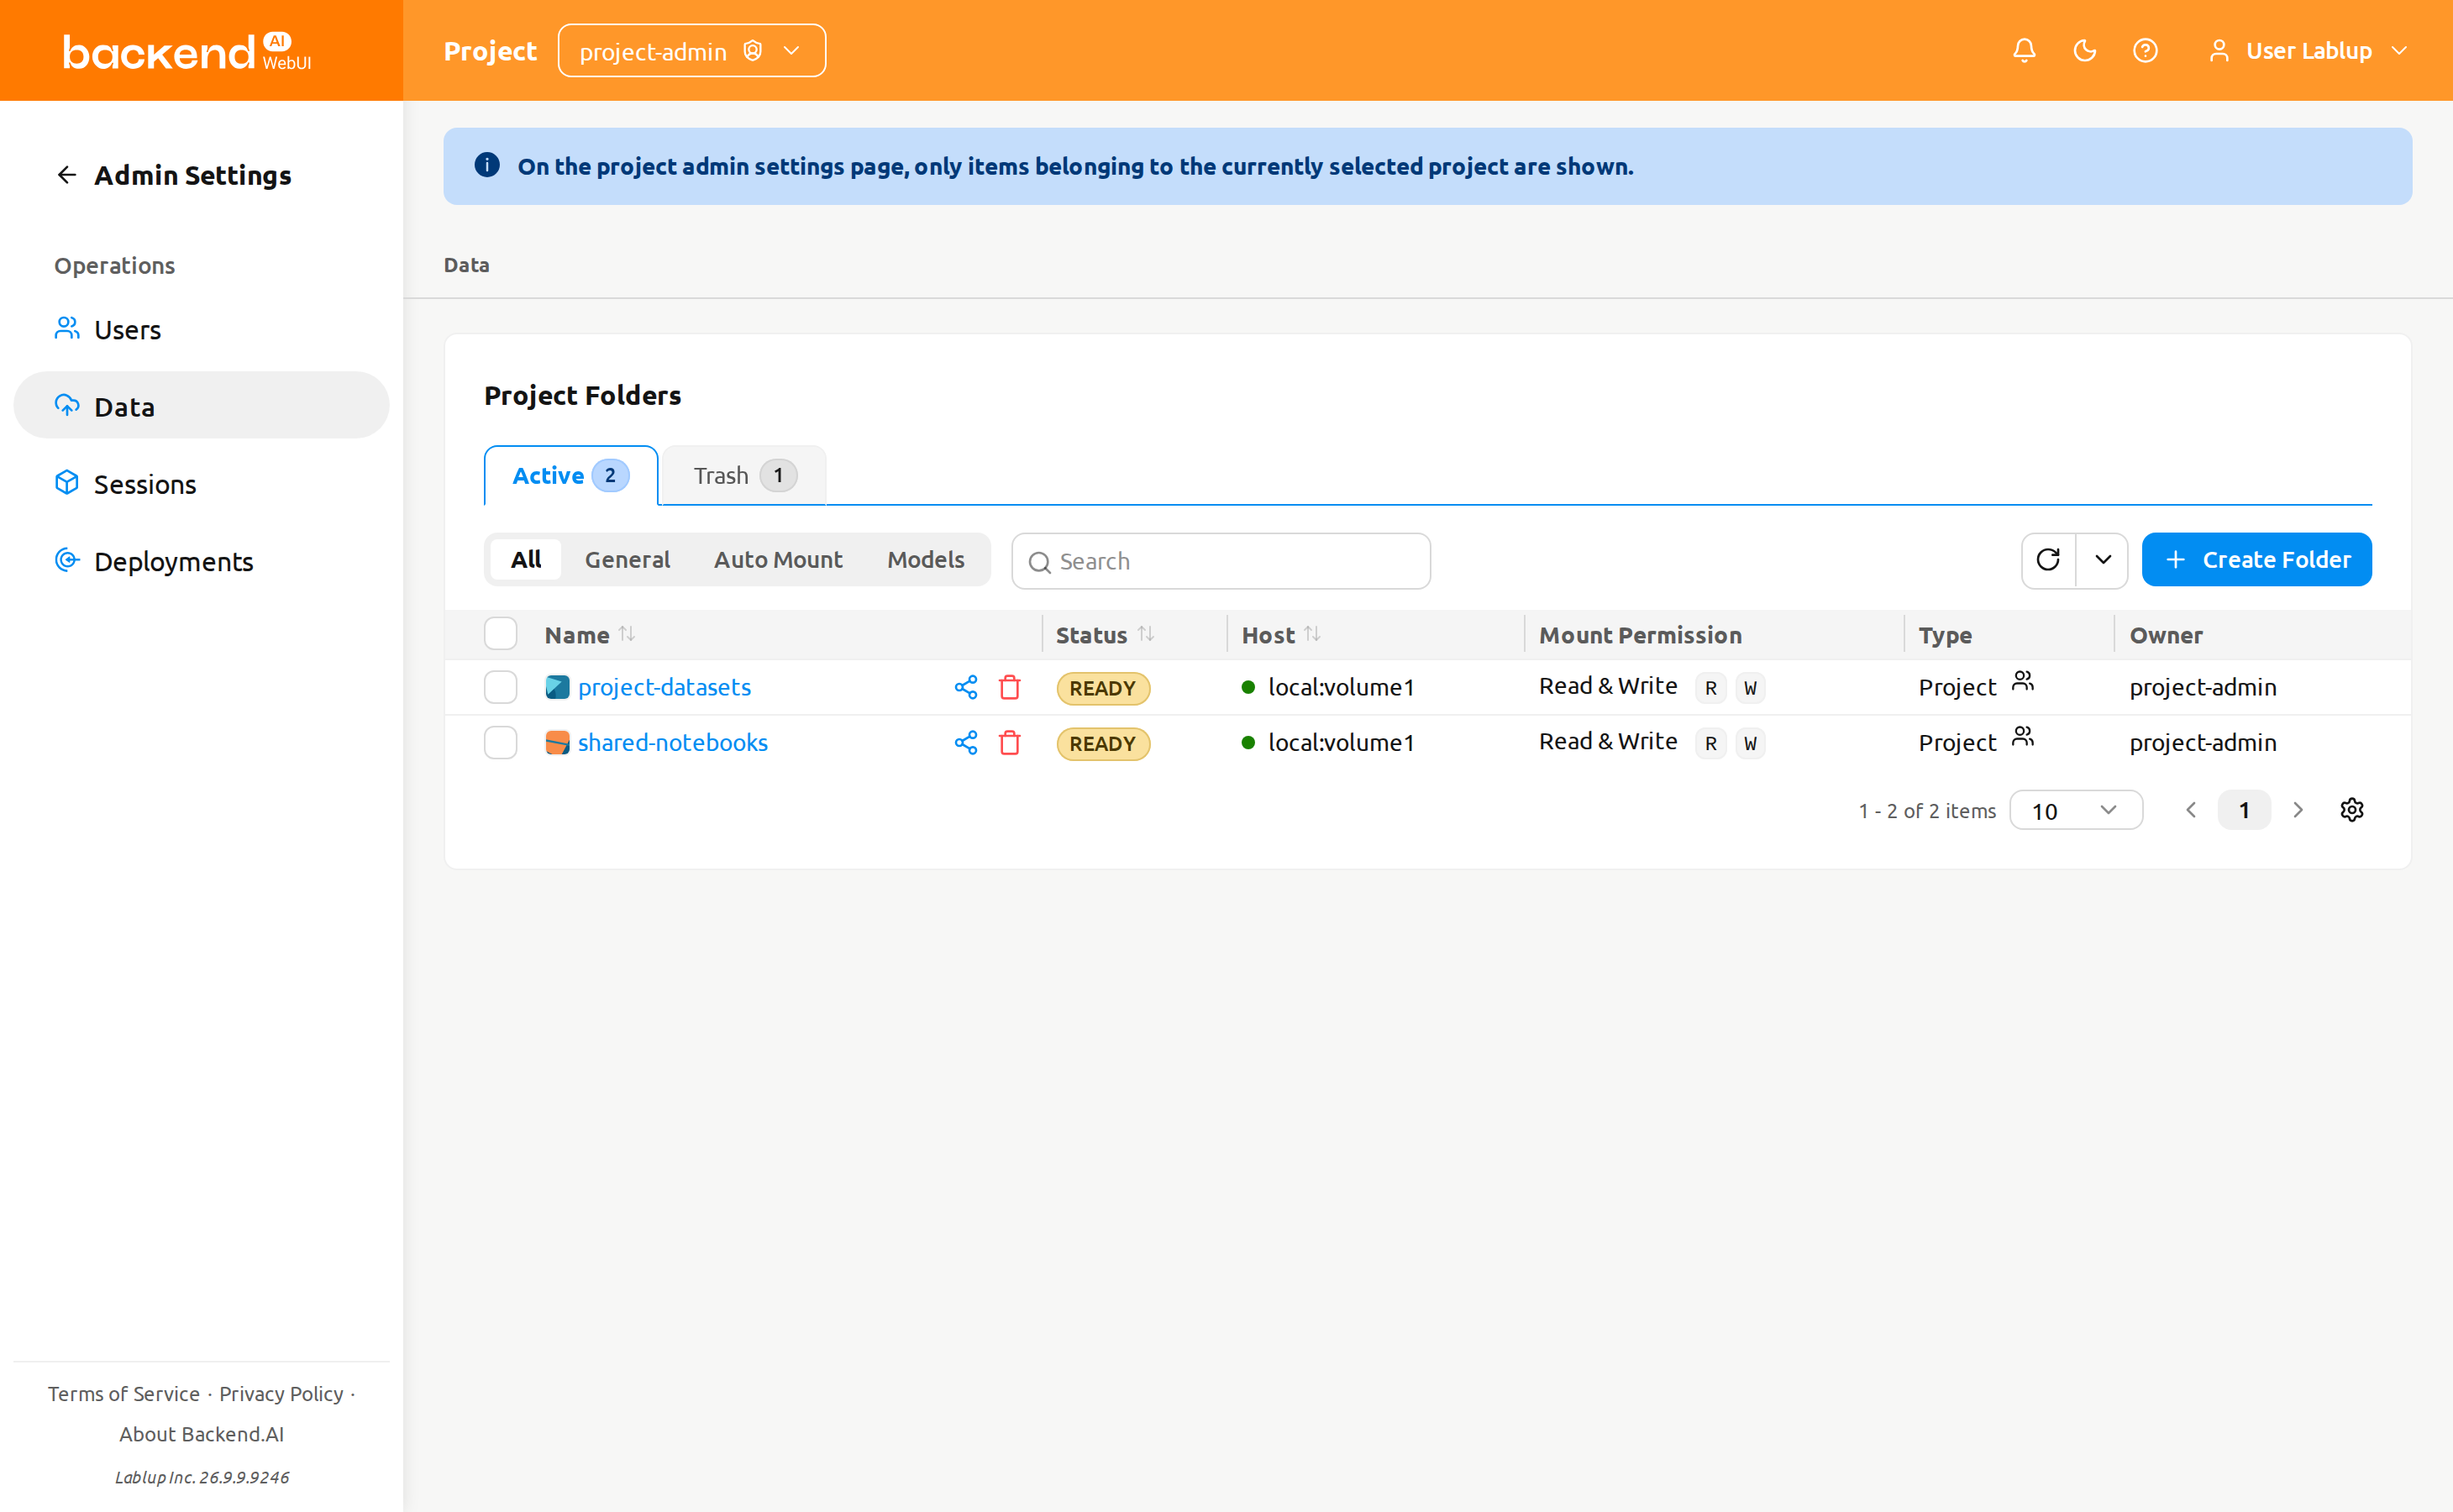 backend AI WebUI
Project project-admin User Lablup
Admin Settings
On the project admin settings page, only items belonging to the currently selected project are shown.
Operations
Users
Data
Sessions
Deployments
Data
Project Folders
Active 2 Trash 1
All General Auto Mount Models Search Create Folder
Name Status Host Mount Permission Type Owner
project-datasets READY local:volume1 Read & Write R W Project project-admin
shared-notebooks READY local:volume1 Read & Write R W Project project-admin
1 - 2 of 2 items 10 1
Terms of Service · Privacy Policy ·
About Backend.AI
Lablup Inc. 26.9.9.9246